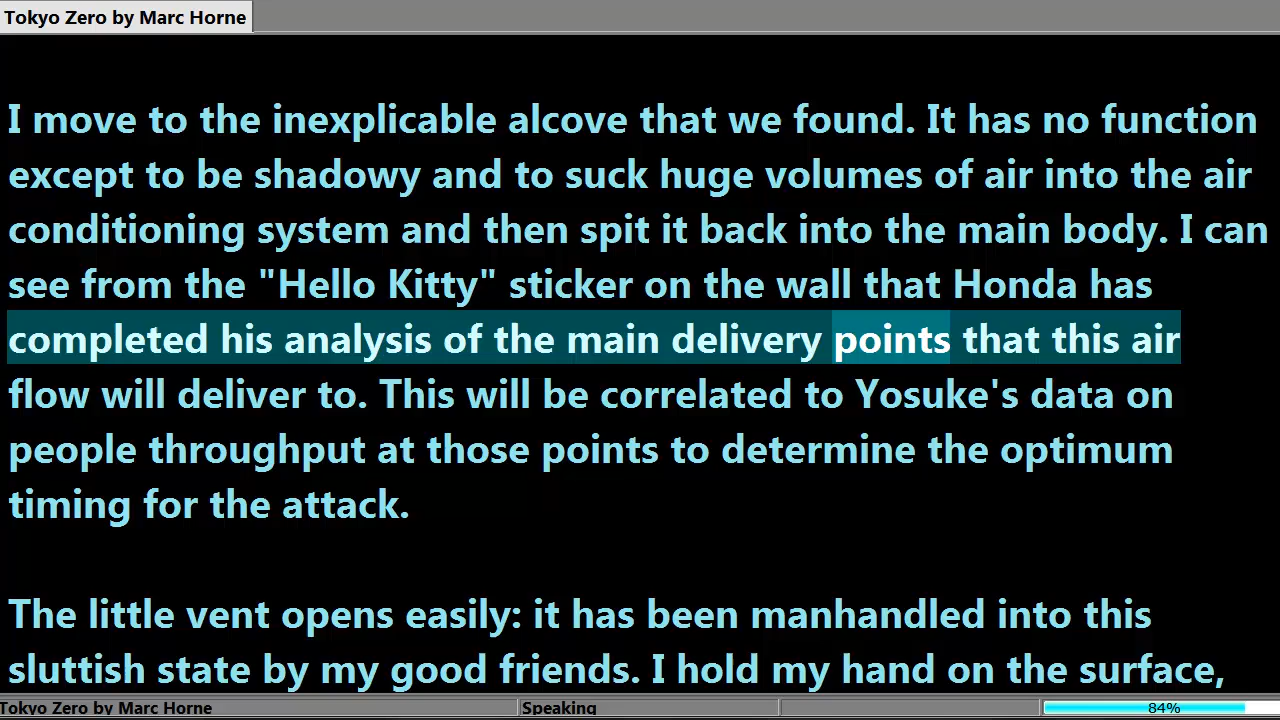 Tokyo Zero by Marc Horne
I move to the inexplicable alcove that we found. It has no function
except to be shadowy and to suck huge volumes of air into the air
conditioning system and then spit it back into the main body. I can
see from the "Hello Kitty" sticker on the wall that Honda has
completed his analysis of the main delivery points that this air
flow will deliver to. This will be correlated to Yosuke's data on
people throughput at those points to determine the optimum
timing for the attack.
The little vent opens easily: it has been manhandled into this
sluttish state by my good friends. I hold my hand on the surface,
Tokyo Zero by Marc Horne Speaking 84%